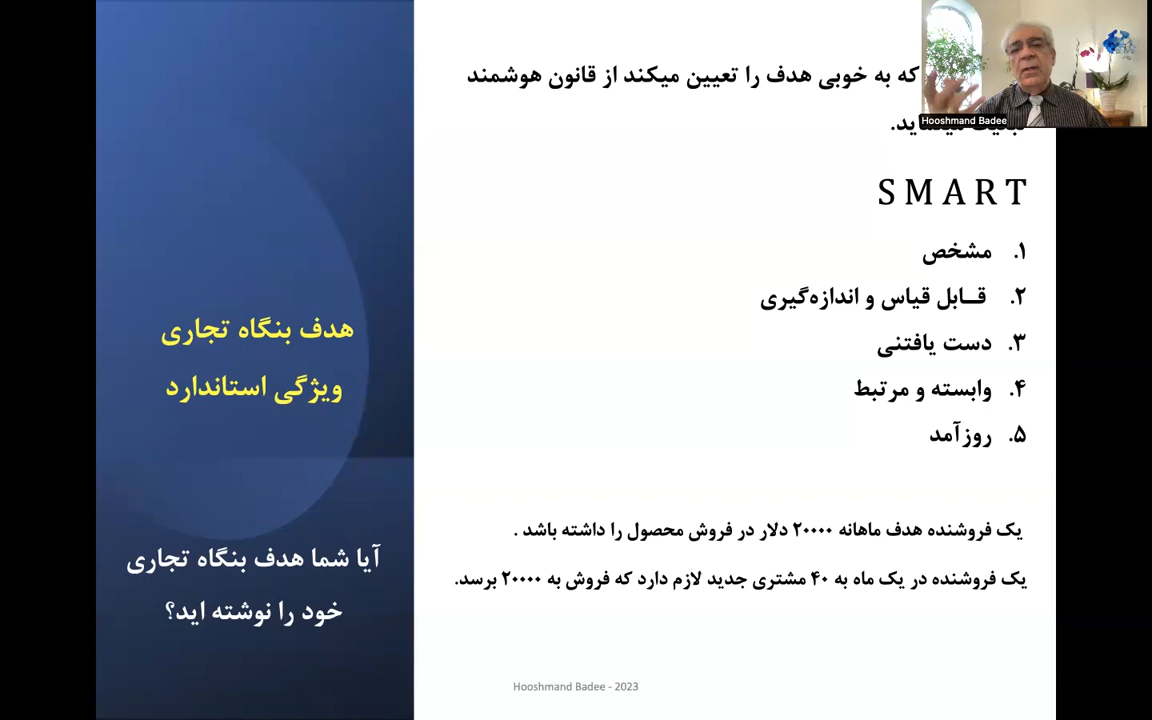 که به خوبی هدف را تعیین میکند از قانون هوشمند
Hooshmand Badee
S M A R T
۱. مشخص
۲. قــابل قیاس و اندازه‌گیری
۳. دست یافتنی
۴. وابسته و مرتبط
۵. روزآمد
یک فروشنده هدف ماهانه ۲۰۰۰۰ دلار در فروش محصول را داشته باشد .
یک فروشنده در یک ماه به ۴۰ مشتری جدید لازم دارد که فروش به ۲۰۰۰۰ برسد.
هدف بنگاه تجاری
ویژگی استاندارد
آیا شما هدف بنگاه تجاری
خود را نوشته اید؟
Hooshmand Badee - 2023